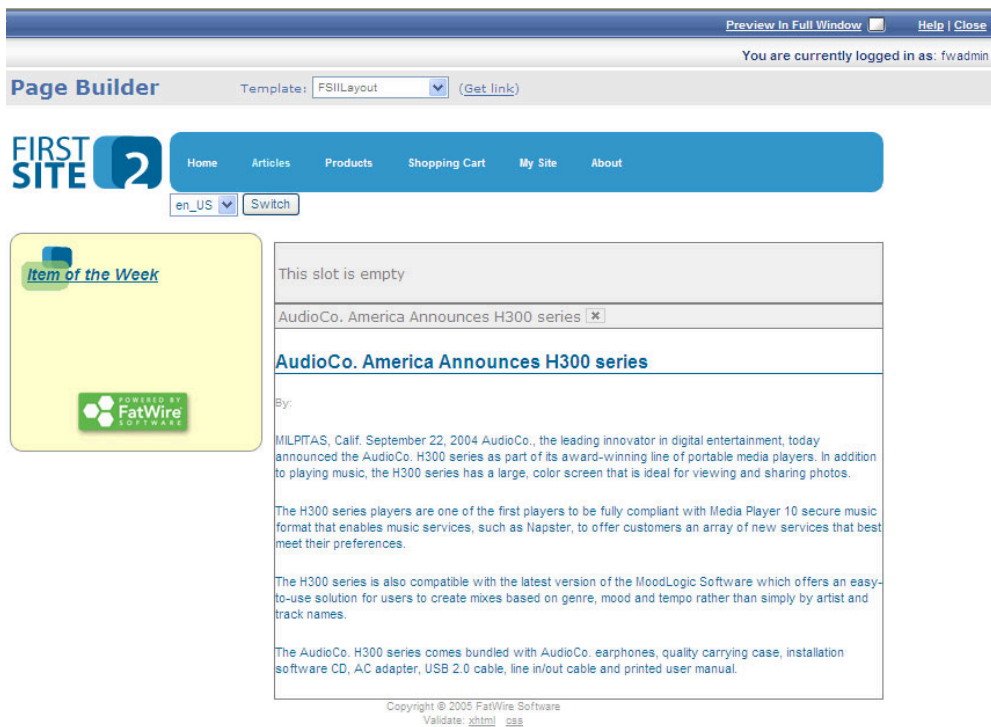 Preview In Full Window Help | Close
You are currently logged in as: fwadmin
Page Builder Template: FSIILayout (Get link)
FIRST
SITE 2
Home Articles Products Shopping Cart My Site About
en_US Switch
Item of the Week
POWERED BY
FatWire
SOFTWARE
This slot is empty
AudioCo. America Announces H300 series
AudioCo. America Announces H300 series
By:
MILPITAS, Calif. September 22, 2004 AudioCo., the leading innovator in digital entertainment, today
announced the AudioCo. H300 series as part of its award-winning line of portable media players. In addition
to playing music, the H300 series has a large, color screen that is ideal for viewing and sharing photos.
The H300 series players are one of the first players to be fully compliant with Media Player 10 secure music
format that enables music services, such as Napster, to offer customers an array of new services that best
meet their preferences.
The H300 series is also compatible with the latest version of the MoodLogic Software which offers an easy-
to-use solution for users to create mixes based on genre, mood and tempo rather than simply by artist and
track names.
The AudioCo. H300 series comes bundled with AudioCo. earphones, quality carrying case, installation
software CD, AC adapter, USB 2.0 cable, line in/out cable and printed user manual.
Copyright © 2005 FatWire Software
Validate: xhtml css